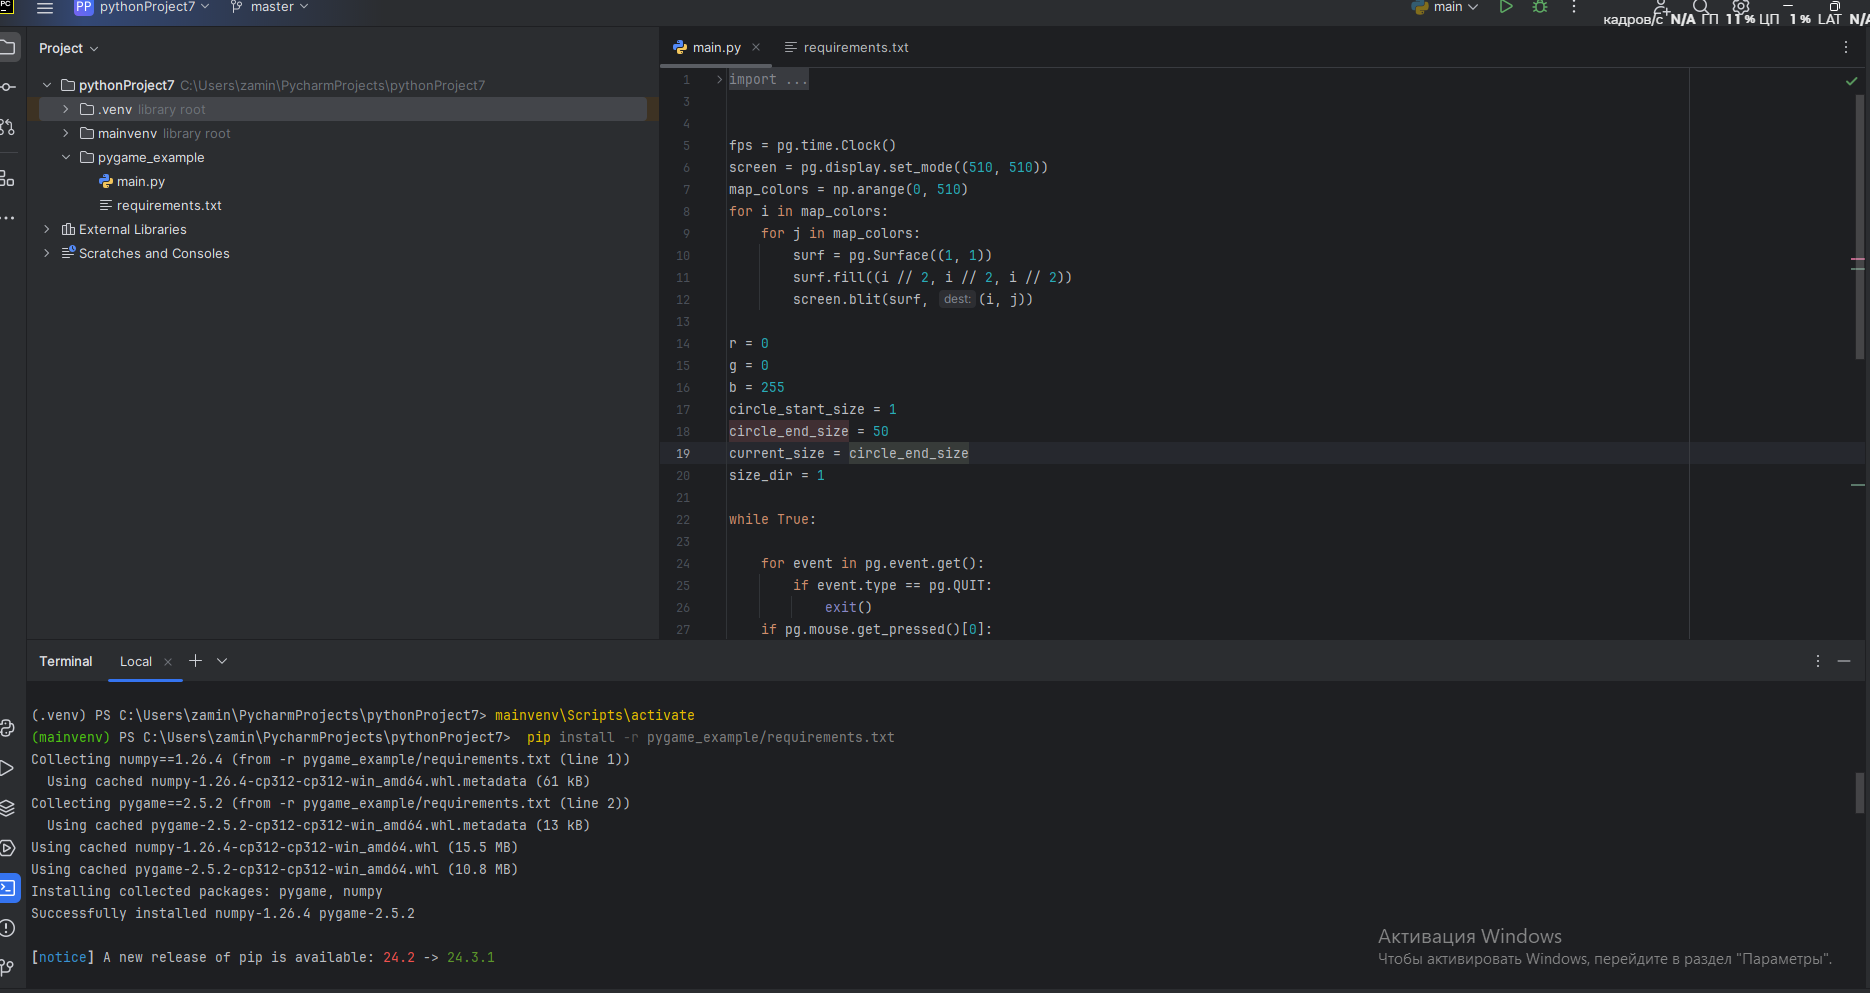 PC
PP pythonProject7 master main
кадров/с N/A ГП 11 % ЦП 1 % LAT N/A
Project
main.py requirements.txt
pythonProject7 C:\Users\zamin\PycharmProjects\pythonProject7
.venv library root
mainvenv library root
pygame_example
main.py
requirements.txt
External Libraries
Scratches and Consoles
1 import ...
3
4
5 fps = pg.time.Clock()
6 screen = pg.display.set_mode((510, 510))
7 map_colors = np.arange(0, 510)
8 for i in map_colors:
9 for j in map_colors:
10 surf = pg.Surface((1, 1))
11 surf.fill((i // 2, i // 2, i // 2))
12 screen.blit(surf, dest: (i, j))
13
14 r = 0
15 g = 0
16 b = 255
17 circle_start_size = 1
18 circle_end_size = 50
19 current_size = circle_end_size
20 size_dir = 1
21
22 while True:
23
24 for event in pg.event.get():
25 if event.type == pg.QUIT:
26 exit()
27 if pg.mouse.get_pressed()[0]:
Terminal Local
(.venv) PS C:\Users\zamin\PycharmProjects\pythonProject7> mainvenv\Scripts\activate
(mainvenv) PS C:\Users\zamin\PycharmProjects\pythonProject7> pip install -r pygame_example/requirements.txt
Collecting numpy==1.26.4 (from -r pygame_example/requirements.txt (line 1))
Using cached numpy-1.26.4-cp312-cp312-win_amd64.whl.metadata (61 kB)
Collecting pygame==2.5.2 (from -r pygame_example/requirements.txt (line 2))
Using cached pygame-2.5.2-cp312-cp312-win_amd64.whl.metadata (13 kB)
Using cached numpy-1.26.4-cp312-cp312-win_amd64.whl (15.5 MB)
Using cached pygame-2.5.2-cp312-cp312-win_amd64.whl (10.8 MB)
Installing collected packages: pygame, numpy
Successfully installed numpy-1.26.4 pygame-2.5.2
[notice] A new release of pip is available: 24.2 -> 24.3.1
Активация Windows
Чтобы активировать Windows, перейдите в раздел "Параметры".